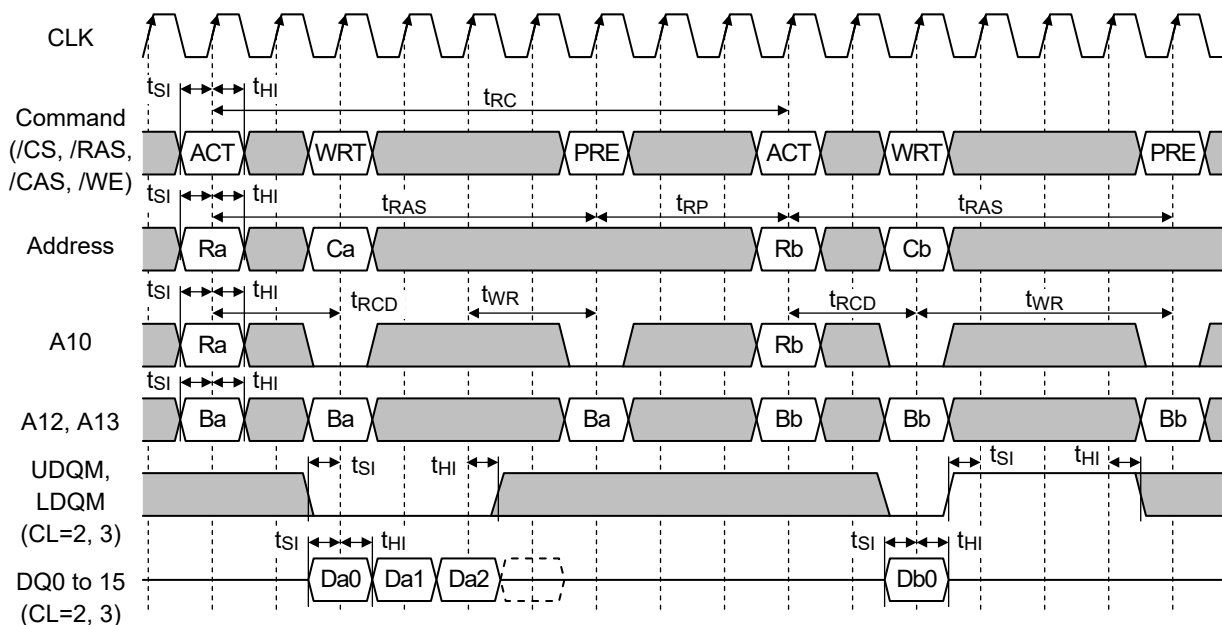 CLK
tSI tHI
tRC
Command
(/CS, /RAS,
/CAS, /WE)
ACT WRT PRE ACT WRT PRE
tSI tHI
tRAS tRP tRAS
Address
Ra Ca Rb Cb
tSI tHI
tRCD tWR tRCD tWR
A10
Ra Rb
tSI tHI
A12, A13
Ba Ba Ba Bb Bb Bb
UDQM,
LDQM
(CL=2, 3)
tSI tHI tSI tHI
tSI tHI tSI tHI
DQ0 to 15
(CL=2, 3)
Da0 Da1 Da2 Db0